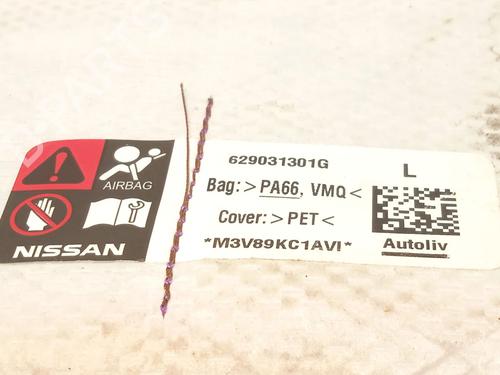 AIRBAG
NISSAN
629031301G
L
Bag: >PA66, VMQ<
Cover: >PET<
*M3V89KC1AVI*
Autoliv